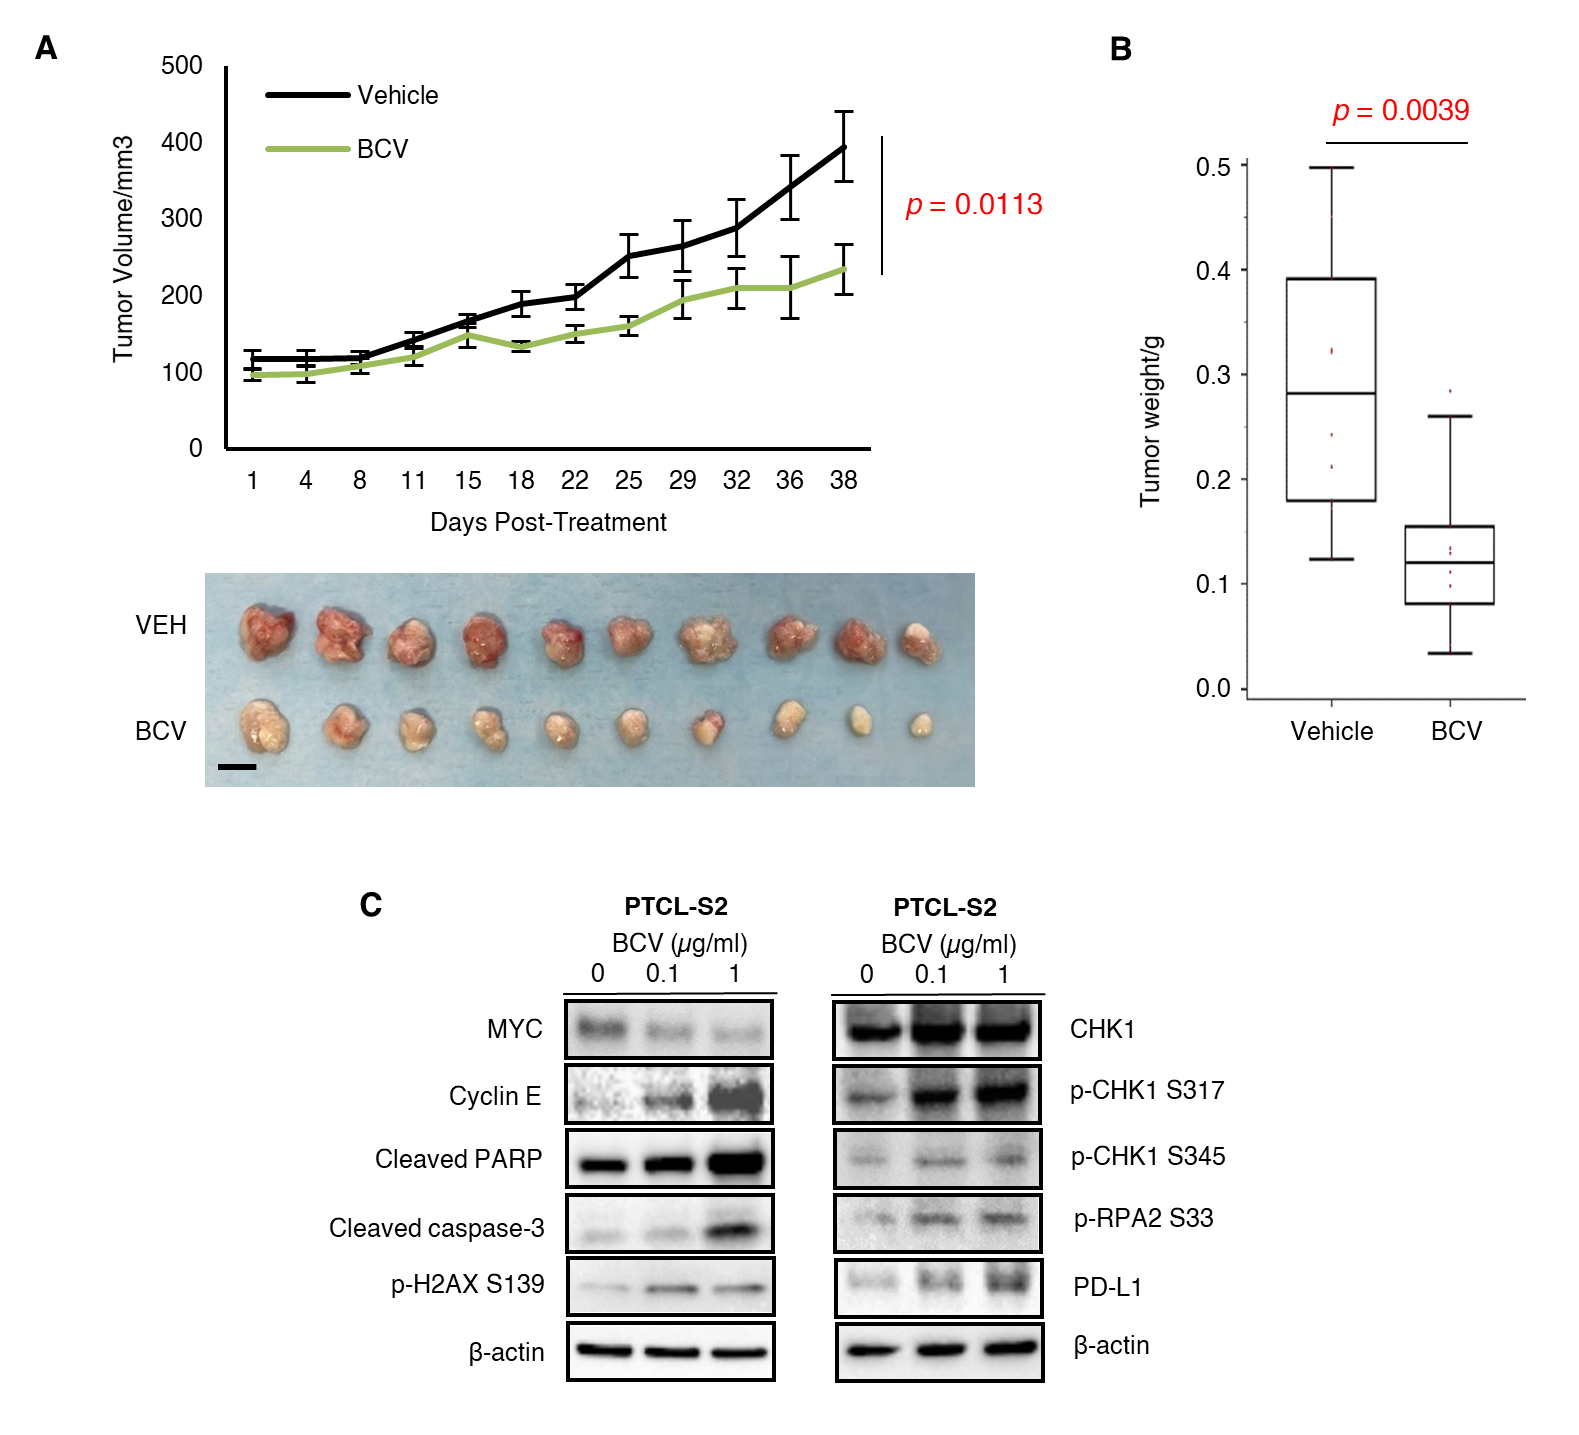 A
500
400
300
200
100
0
Tumor Volume/mm3
Vehicle
BCV
p = 0.0113
1 4 8 11 15 18 22 25 29 32 36 38
Days Post-Treatment
VEH
BCV
B
p = 0.0039
0.5
0.4
0.3
0.2
0.1
0.0
Tumor weight/g
Vehicle BCV
C
PTCL-S2
BCV (µg/ml)
0 0.1 1
MYC
Cyclin E
Cleaved PARP
Cleaved caspase-3
p-H2AX S139
β-actin
PTCL-S2
BCV (µg/ml)
0 0.1 1
CHK1
p-CHK1 S317
p-CHK1 S345
p-RPA2 S33
PD-L1
β-actin